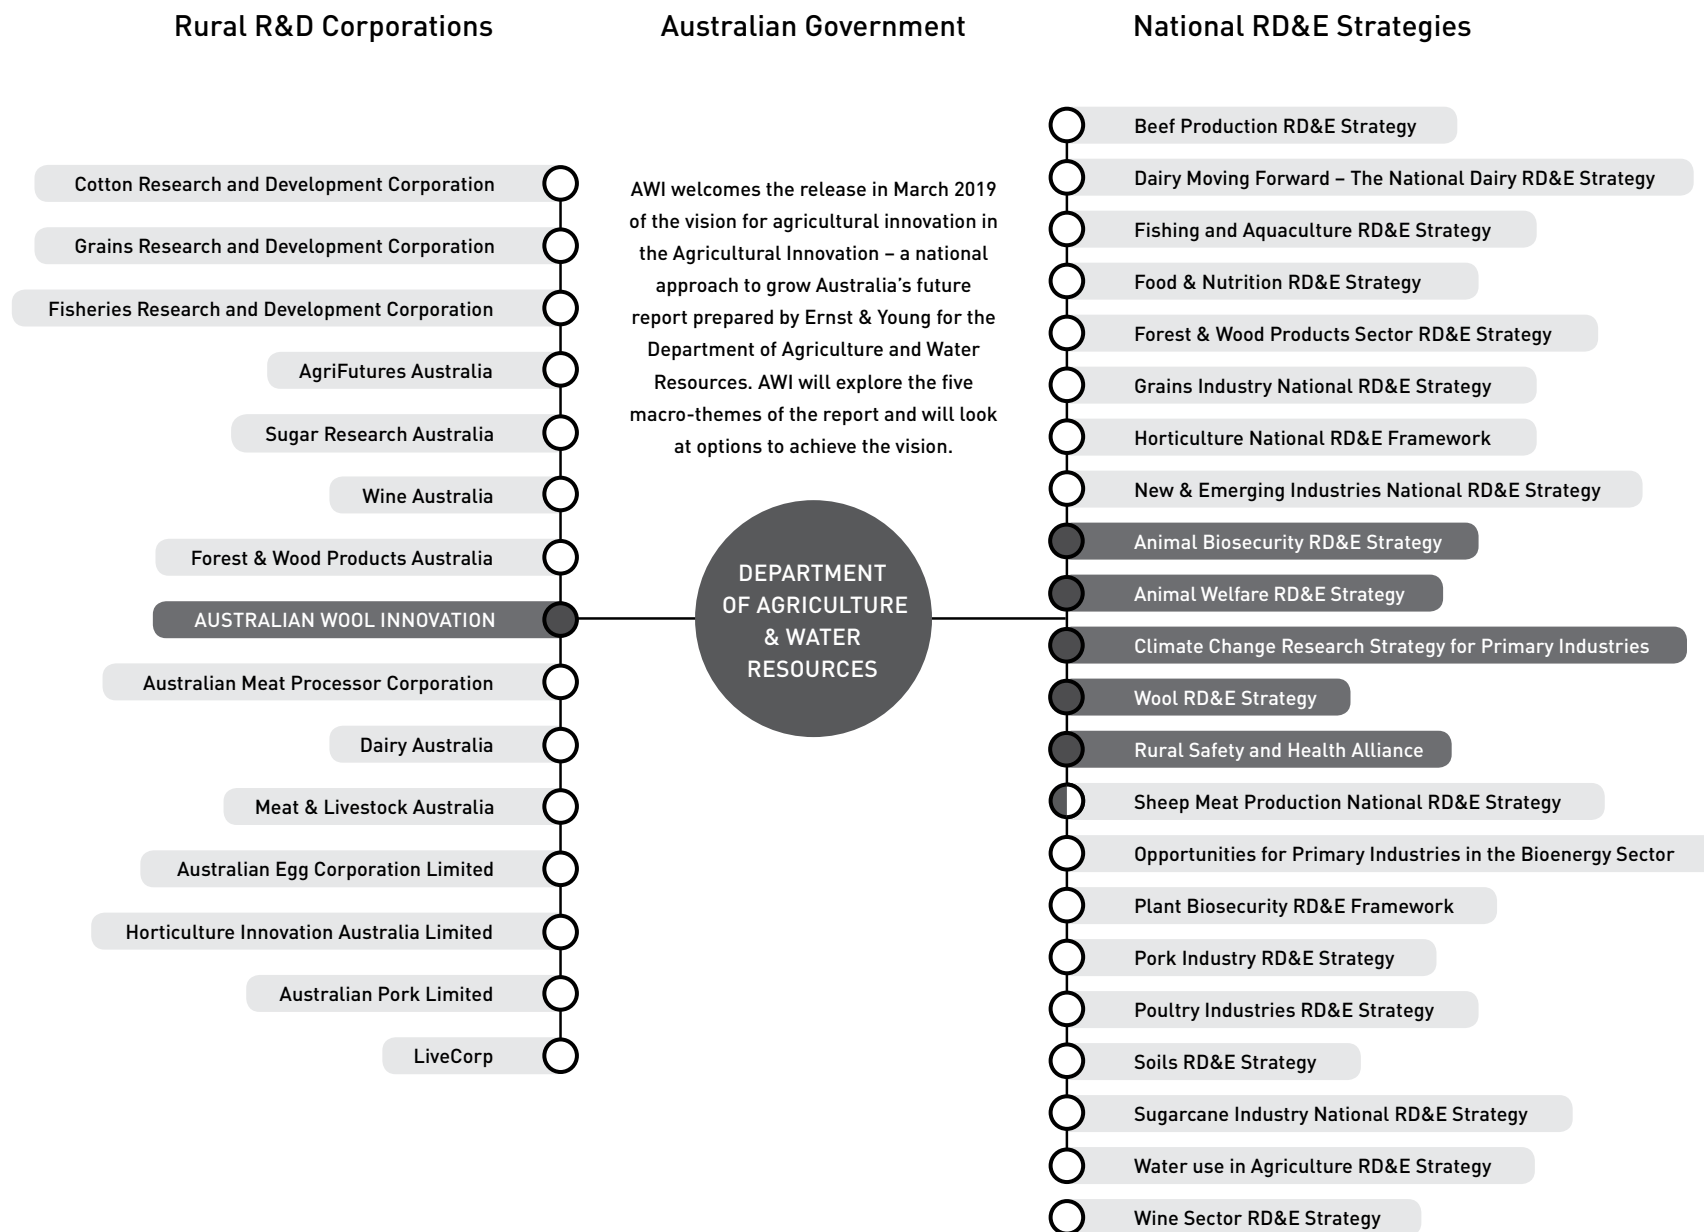 Rural R&D Corporations
Australian Government
National RD&E Strategies
Cotton Research and Development Corporation
Grains Research and Development Corporation
Fisheries Research and Development Corporation
AgriFutures Australia
Sugar Research Australia
Wine Australia
Forest & Wood Products Australia
AUSTRALIAN WOOL INNOVATION
Australian Meat Processor Corporation
Dairy Australia
Meat & Livestock Australia
Australian Egg Corporation Limited
Horticulture Innovation Australia Limited
Australian Pork Limited
LiveCorp
AWI welcomes the release in March 2019
of the vision for agricultural innovation in
the Agricultural Innovation – a national
approach to grow Australia’s future
report prepared by Ernst & Young for the
Department of Agriculture and Water
Resources. AWI will explore the five
macro-themes of the report and will look
at options to achieve the vision.
DEPARTMENT
OF AGRICULTURE
& WATER
RESOURCES
Beef Production RD&E Strategy
Dairy Moving Forward – The National Dairy RD&E Strategy
Fishing and Aquaculture RD&E Strategy
Food & Nutrition RD&E Strategy
Forest & Wood Products Sector RD&E Strategy
Grains Industry National RD&E Strategy
Horticulture National RD&E Framework
New & Emerging Industries National RD&E Strategy
Animal Biosecurity RD&E Strategy
Animal Welfare RD&E Strategy
Climate Change Research Strategy for Primary Industries
Wool RD&E Strategy
Rural Safety and Health Alliance
Sheep Meat Production National RD&E Strategy
Opportunities for Primary Industries in the Bioenergy Sector
Plant Biosecurity RD&E Framework
Pork Industry RD&E Strategy
Poultry Industries RD&E Strategy
Soils RD&E Strategy
Sugarcane Industry National RD&E Strategy
Water use in Agriculture RD&E Strategy
Wine Sector RD&E Strategy